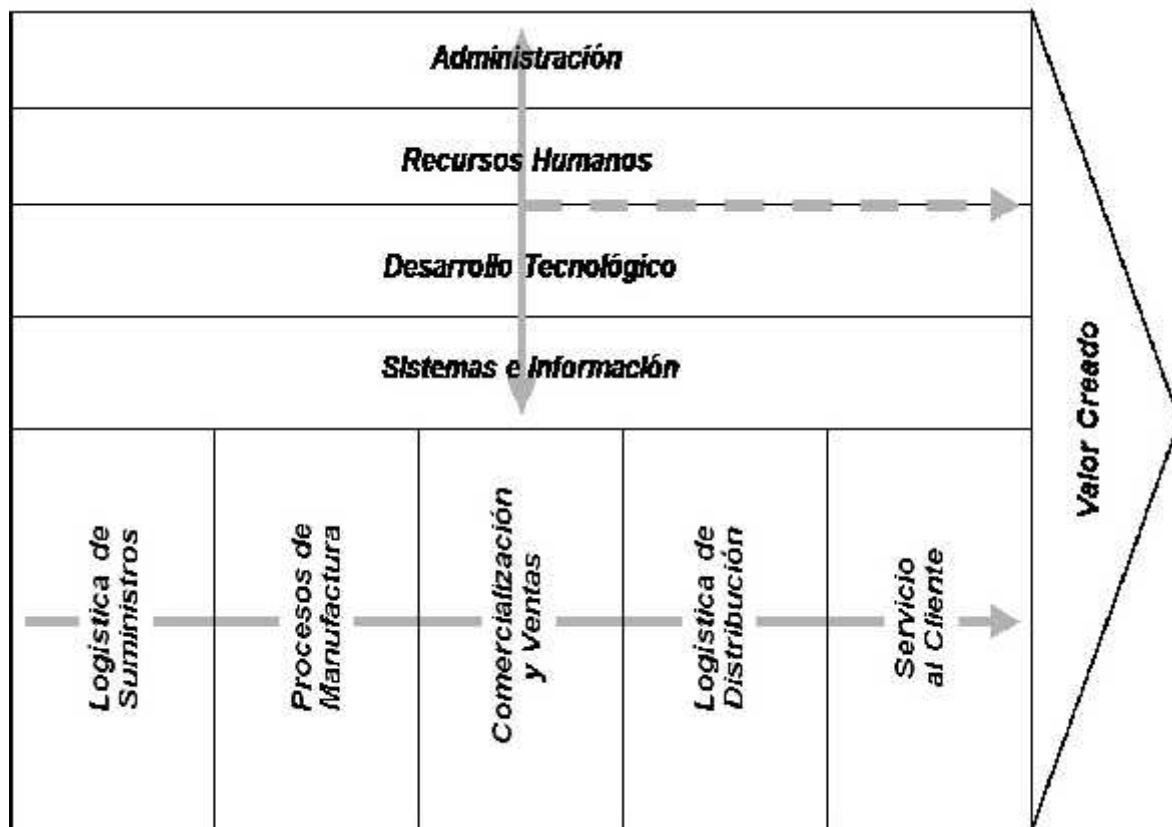 Administración
Recursos Humanos
Desarrollo Tecnológico
Sistemas e Información
Logística de
Suministros
Procesos de
Manufactura
Comercialización
y Ventas
Logística de
Distribución
Servicio
al Cliente
Valor Creado